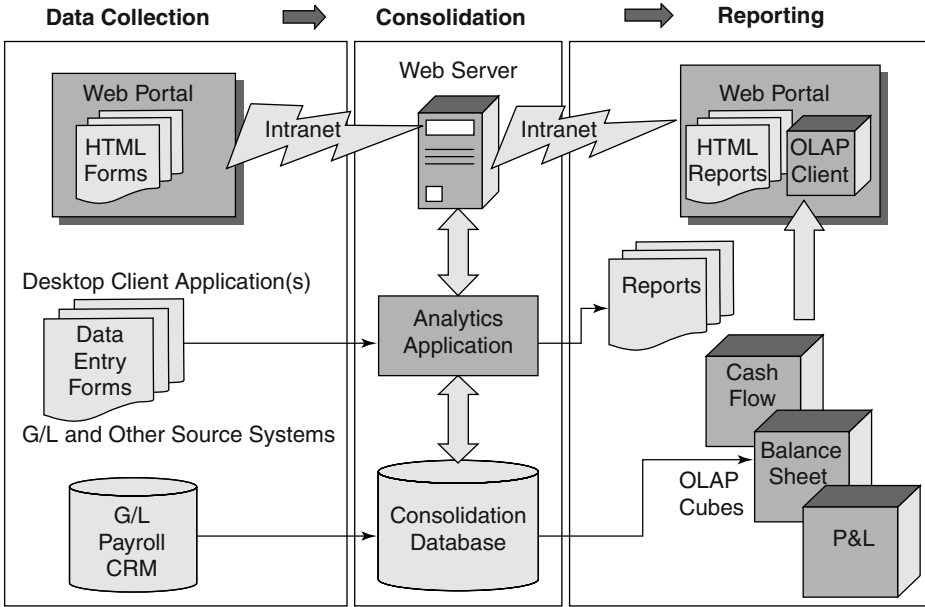 Data Collection
Consolidation
Reporting
Web Portal
HTML
Forms
Intranet
Desktop Client Application(s)
Data
Entry
Forms
G/L and Other Source Systems
G/L
Payroll
CRM
Web Server
Analytics
Application
Consolidation
Database
Intranet
Web Portal
HTML
Reports
OLAP
Client
Reports
Cash
Flow
Balance
Sheet
P&L
OLAP
Cubes